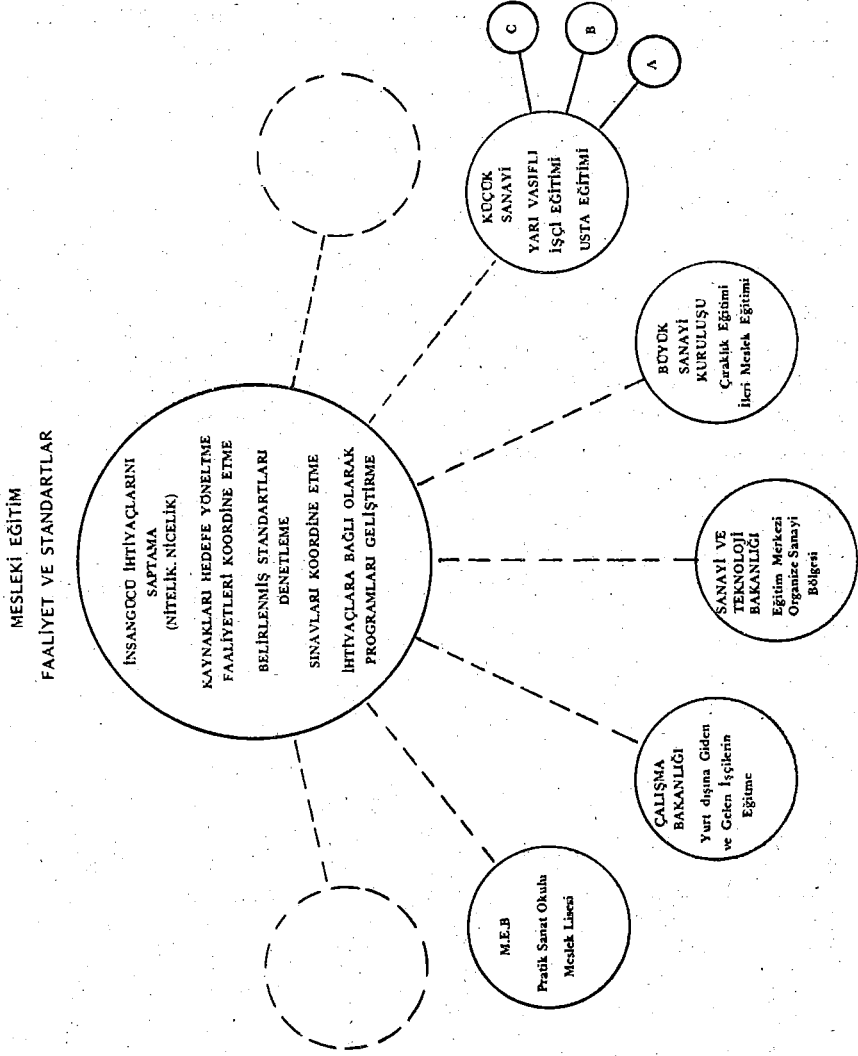 MESLEKİ EĞİTİM
FAALİYET VE STANDARTLAR
İNSANGÜCÜ İHTİYAÇLARINI
SAPTAMA
(NİTELİK. NİCELİK)
KAYNAKLARI HEDEFE YÖNELTME
FAALİYETLERİ KOORDİNE ETME
BELİRLENMİŞ STANDARTLARI
DENETLEME
SINAVLARI KOORDİNE ETME
İHTİYAÇLARA BAĞLI OLARAK
PROGRAMLARI GELİŞTİRME
M.E.B
Pratik Sanat Okulu
Meslek Lisesi
ÇALIŞMA
BAKANLIĞI
Yurt dışına Giden
ve Gelen İşçilerin
Eğitme
SANAYİ VE
TEKNOLOJİ
BAKANLIĞI
Eğitim Merkezi
Organize Sanayi
Bölgesi
BÜYÜK
SANAYİ
KURULUŞU
Çıraklık Eğitimi
İleri Meslek Eğitimi
KÜÇÜK
SANAYİ
YARI VASIFLI
İŞÇİ EĞİTİMİ
USTA EĞİTİMİ
A
B
C